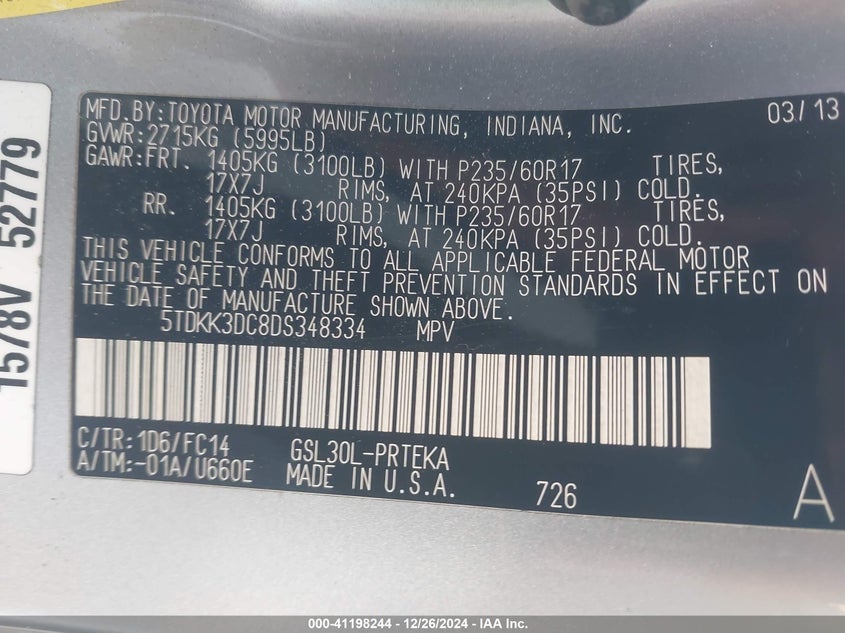 MFD.BY:TOYOTA MOTOR MANUFACTURING, INDIANA, INC. 03/13
GVWR:2715KG (5995LB)
GAWR:FRT. 1405KG (3100LB) WITH P235/60R17 TIRES,
17X7J RIMS, AT 240KPA (35PSI) COLD.
RR. 1405KG (3100LB) WITH P235/60R17 TIRES,
17X7J RIMS, AT 240KPA (35PSI) COLD.
THIS VEHICLE CONFORMS TO ALL APPLICABLE FEDERAL MOTOR
VEHICLE SAFETY AND THEFT PREVENTION STANDARDS IN EFFECT ON
THE DATE OF MANUFACTURE SHOWN ABOVE.
5TDKK3DC8DS348334 MPV
C/TR:1D6/FC14 GSL30L-PRTEKA
A/TM:-01A/U660E MADE IN U.S.A. 726 A
1578V 52779
000-41198244 - 12/26/2024 - IAA Inc.